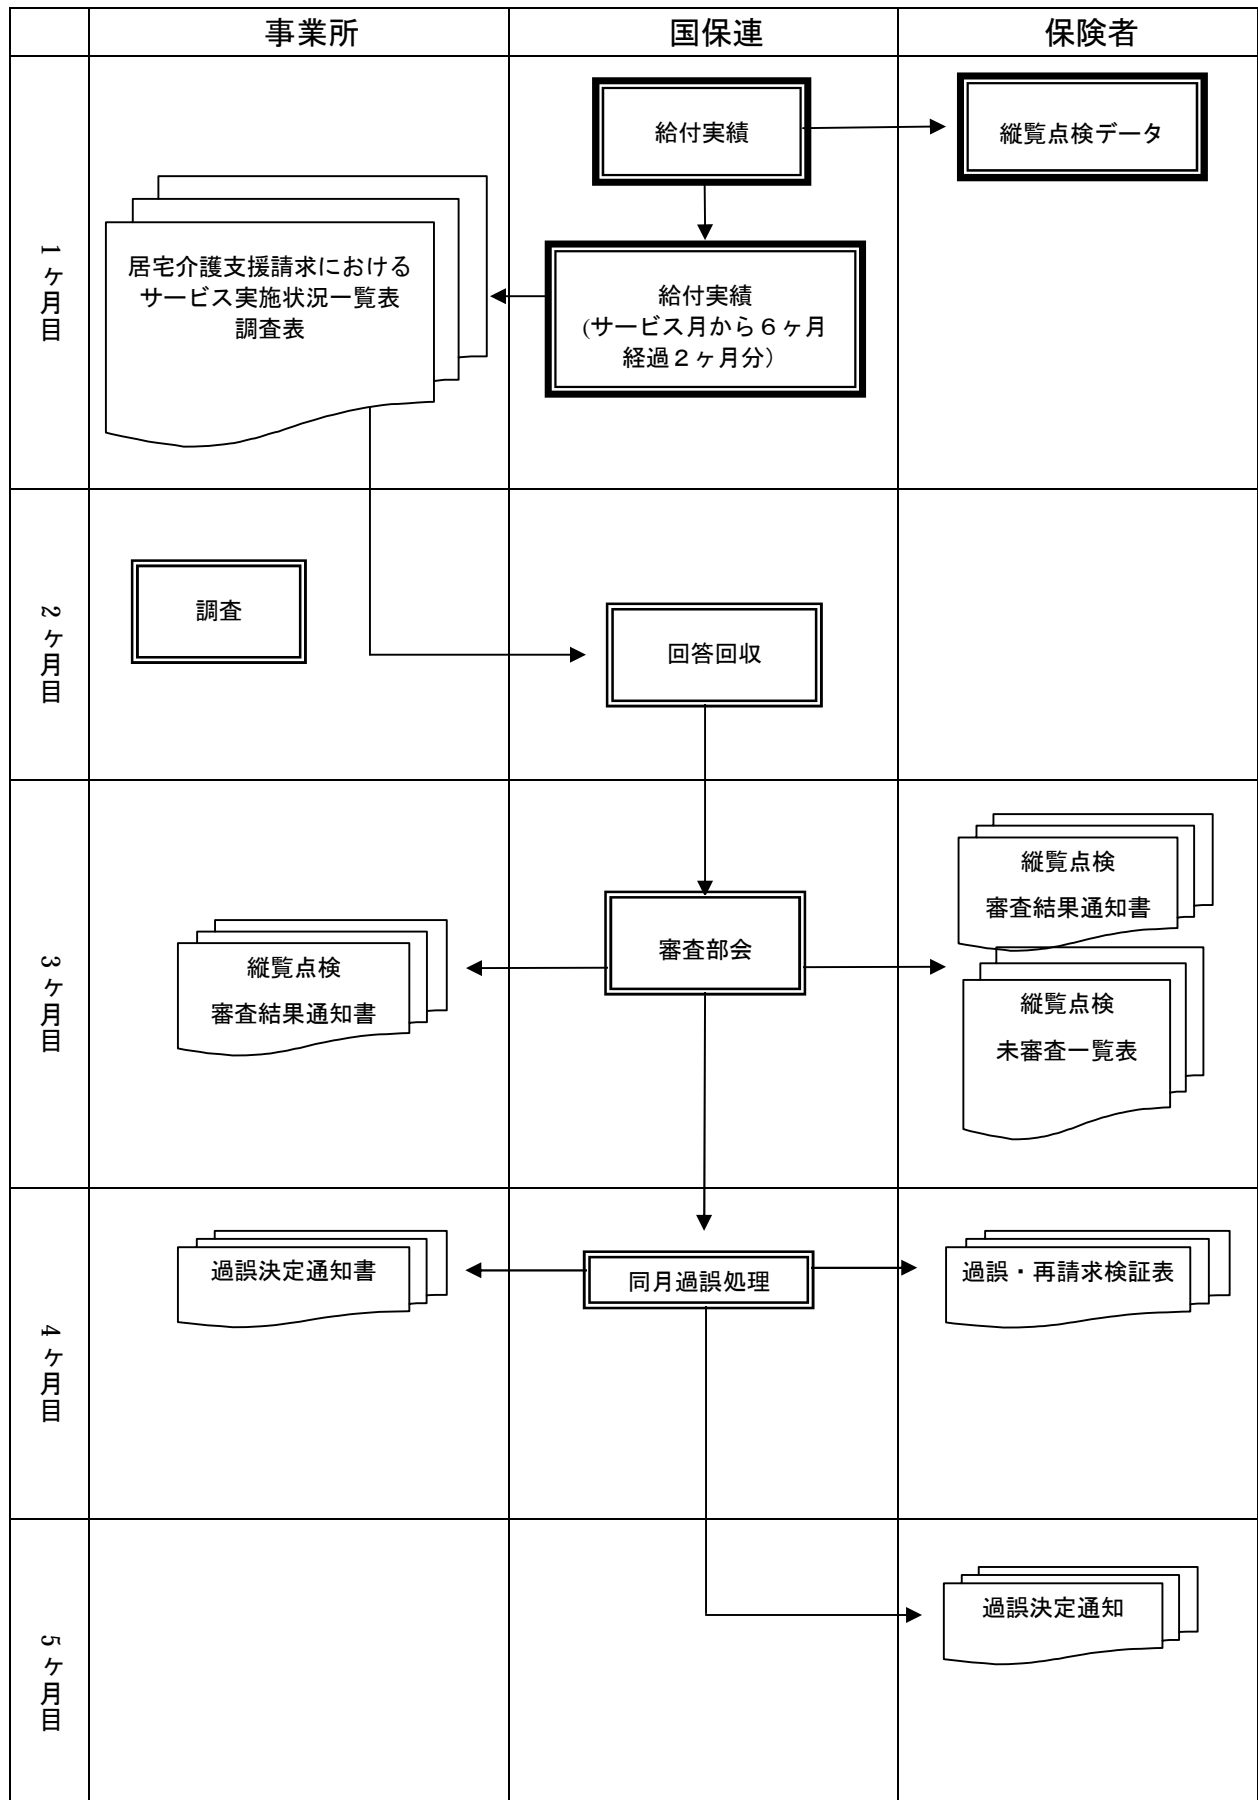 事業所
国保連
保険者
1ヶ月目
給付実績
縦覧点検データ
居宅介護支援請求における
サービス実施状況一覧表
調査表
給付実績
(サービス月から6ヶ月
経過2ヶ月分)
2ヶ月目
調査
回答回収
3ヶ月目
縦覧点検
審査結果通知書
審査部会
縦覧点検
審査結果通知書
縦覧点検
未審査一覧表
4ヶ月目
過誤決定通知書
同月過誤処理
過誤・再請求検証表
5ヶ月目
過誤決定通知